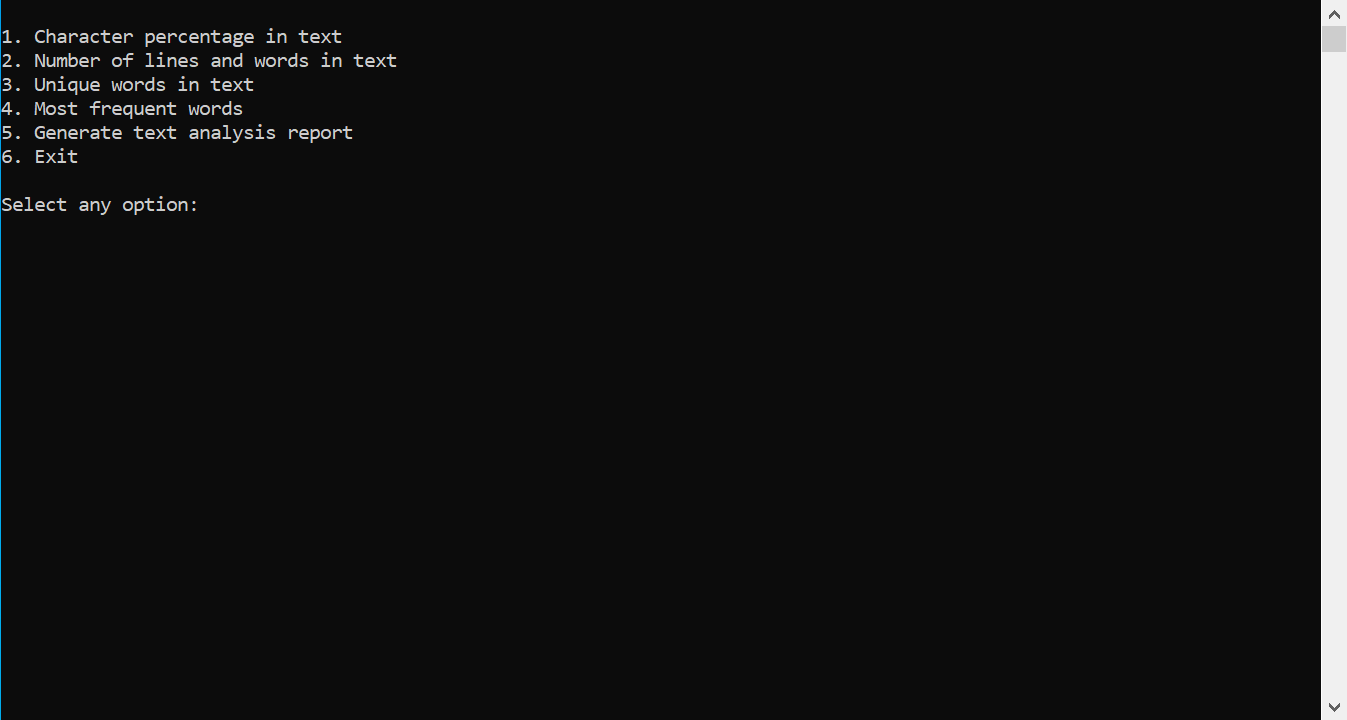 1. Character percentage in text
2. Number of lines and words in text
3. Unique words in text
4. Most frequent words
5. Generate text analysis report
6. Exit
Select any option: